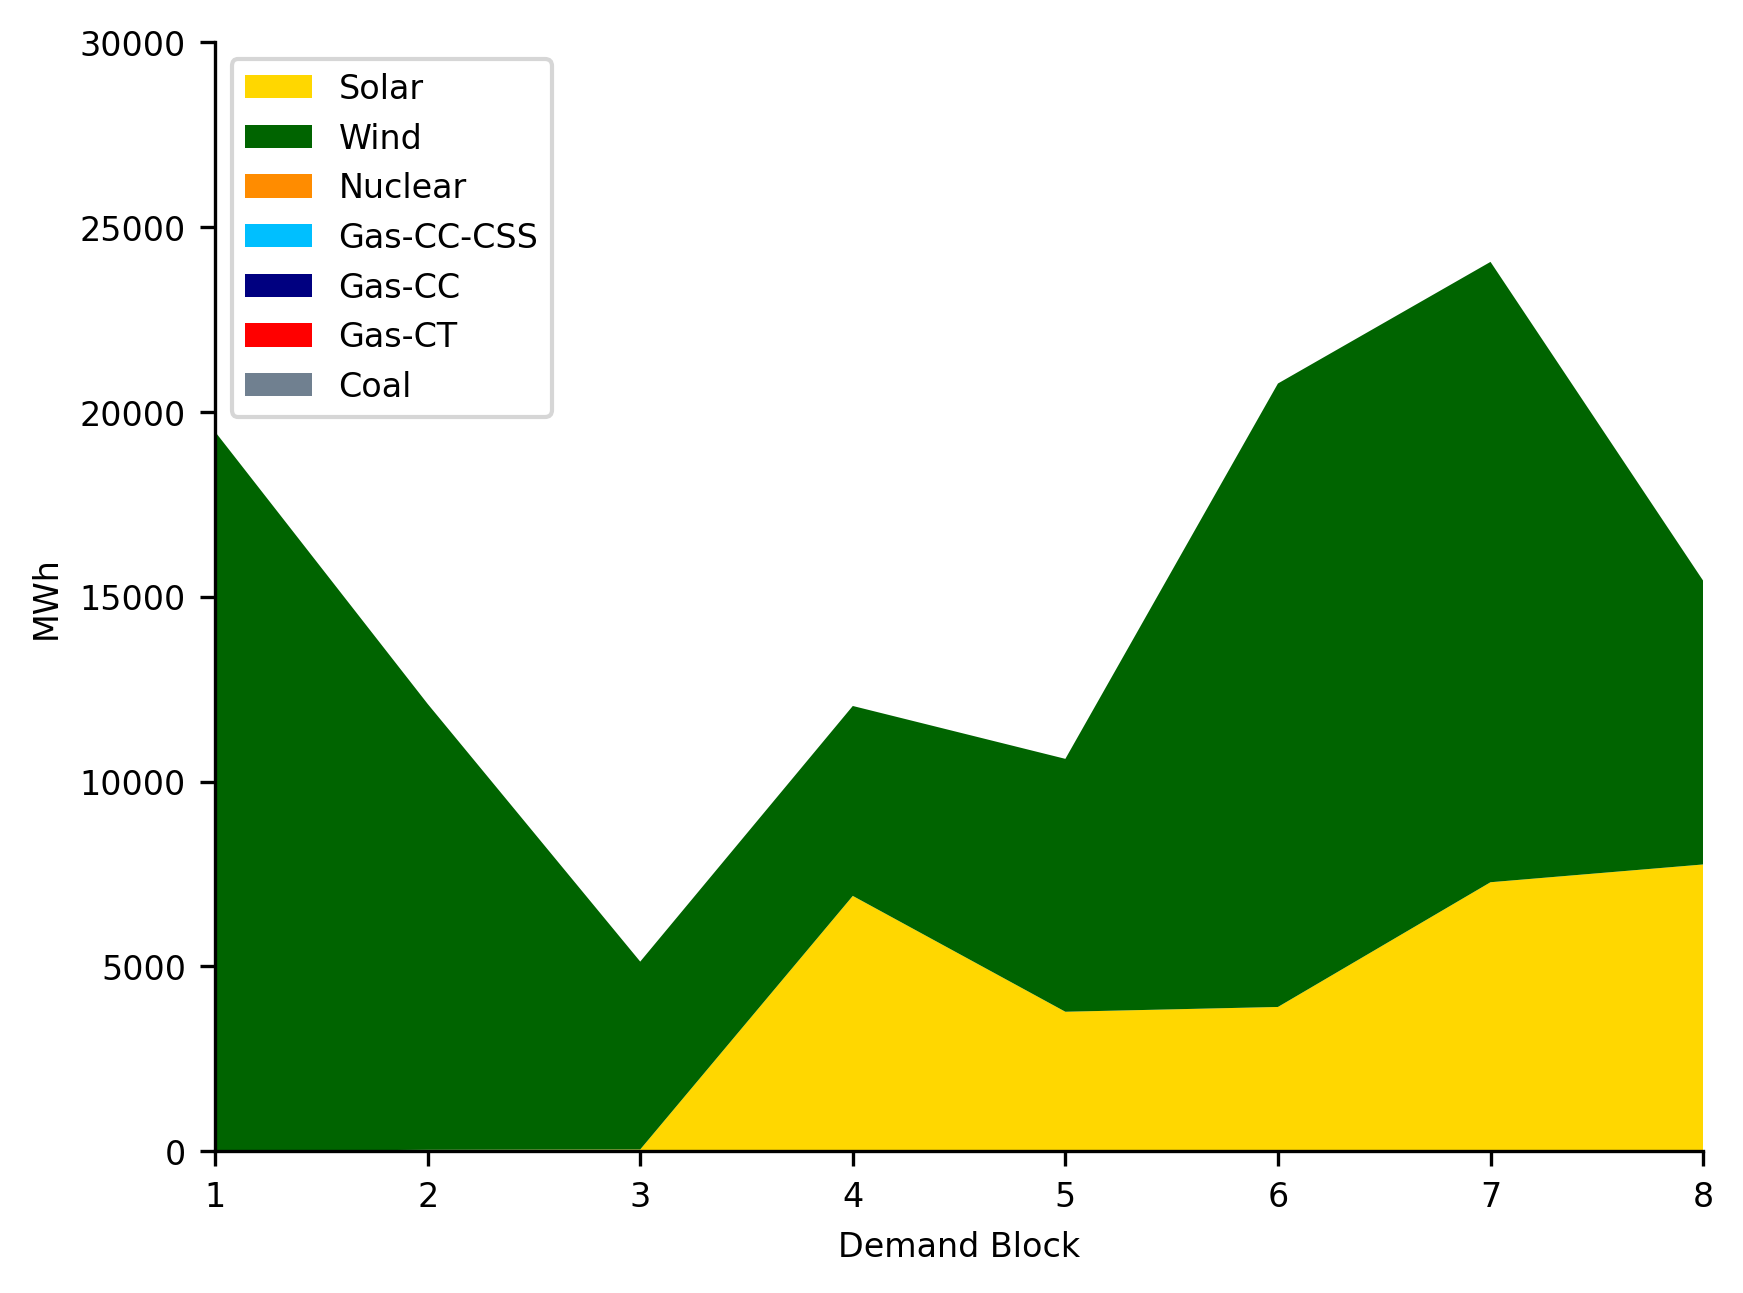 30000
25000
20000
15000
10000
5000
0
MWh
Solar
Wind
Nuclear
Gas-CC-CSS
Gas-CC
Gas-CT
Coal
1 2 3 4 5 6 7 8
Demand Block